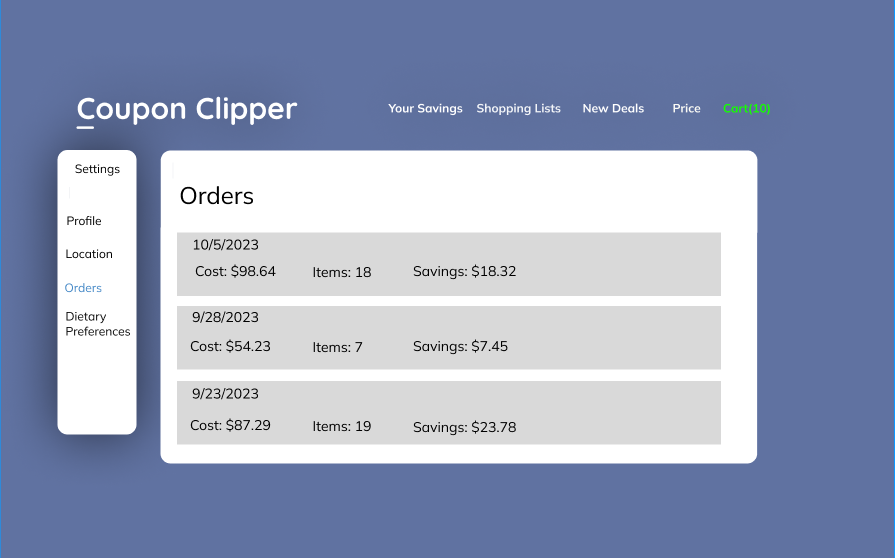 Coupon Clipper
Your Savings Shopping Lists New Deals Price Cart(10)
Settings
Profile
Location
Orders
Dietary
Preferences
Orders
10/5/2023
Cost: $98.64 Items: 18 Savings: $18.32
9/28/2023
Cost: $54.23 Items: 7 Savings: $7.45
9/23/2023
Cost: $87.29 Items: 19 Savings: $23.78